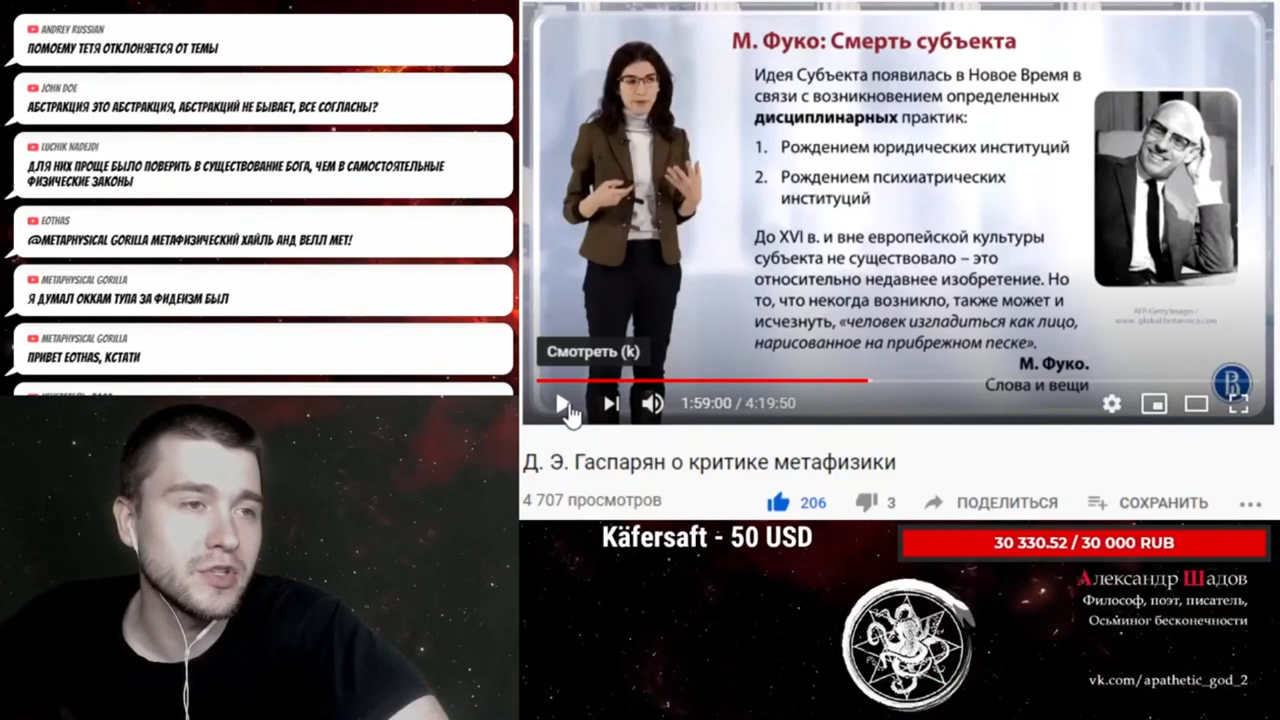 ANDREY RUSSIAN
ПОМОЕМУ ТЕТЯ ОТКЛОНЯЕТСЯ ОТ ТЕМЫ
JOHN DOE
АБСТРАКЦИЯ ЭТО АБСТРАКЦИЯ, АБСТРАКЦИЙ НЕ БЫВАЕТ, ВСЕ СОГЛАСНЫ?
LUCHIK NADEJDI
ДЛЯ НИХ ПРОЩЕ БЫЛО ПОВЕРИТЬ В СУЩЕСТВОВАНИЕ БОГА, ЧЕМ В САМОСТОЯТЕЛЬНЫЕ
ФИЗИЧЕСКИЕ ЗАКОНЫ
EOTHAS
@METAPHYSICAL GORILLA МЕТАФИЗИЧЕСКИЙ ХАЙЛЬ АНД ВЕЛЛ МЕТ!
METAPHYSICAL GORILLA
Я ДУМАЛ ОККАМ ТУПА ЗА ФИДЕИЗМ БЫЛ
METAPHYSICAL GORILLA
ПРИВЕТ EOTHAS, КСТАТИ
М. Фуко: Смерть субъекта
Идея Субъекта появилась в Новое Время в
связи с возникновением определенных
дисциплинарных практик:
1. Рождением юридических институций
2. Рождением психиатрических
институций
До XVI в. и вне европейской культуры
субъекта не существовало – это
относительно недавнее изобретение. Но
то, что некогда возникло, также может и
исчезнуть, «человек изгладиться как лицо,
нарисованное на прибрежном песке».
М. Фуко.
Слова и вещи
AFP/Getty Images /
www. global.britannica.com
Смотреть (k)
1:59:00 / 4:19:50
Д. Э. Гаспарян о критике метафизики
4 707 просмотров
206
3
ПОДЕЛИТЬСЯ
СОХРАНИТЬ
Käfersaft - 50 USD
30 330.52 / 30 000 RUB
Александр Шадов
Философ, поэт, писатель,
Осьминог бесконечности
vk.com/apathetic_god_2